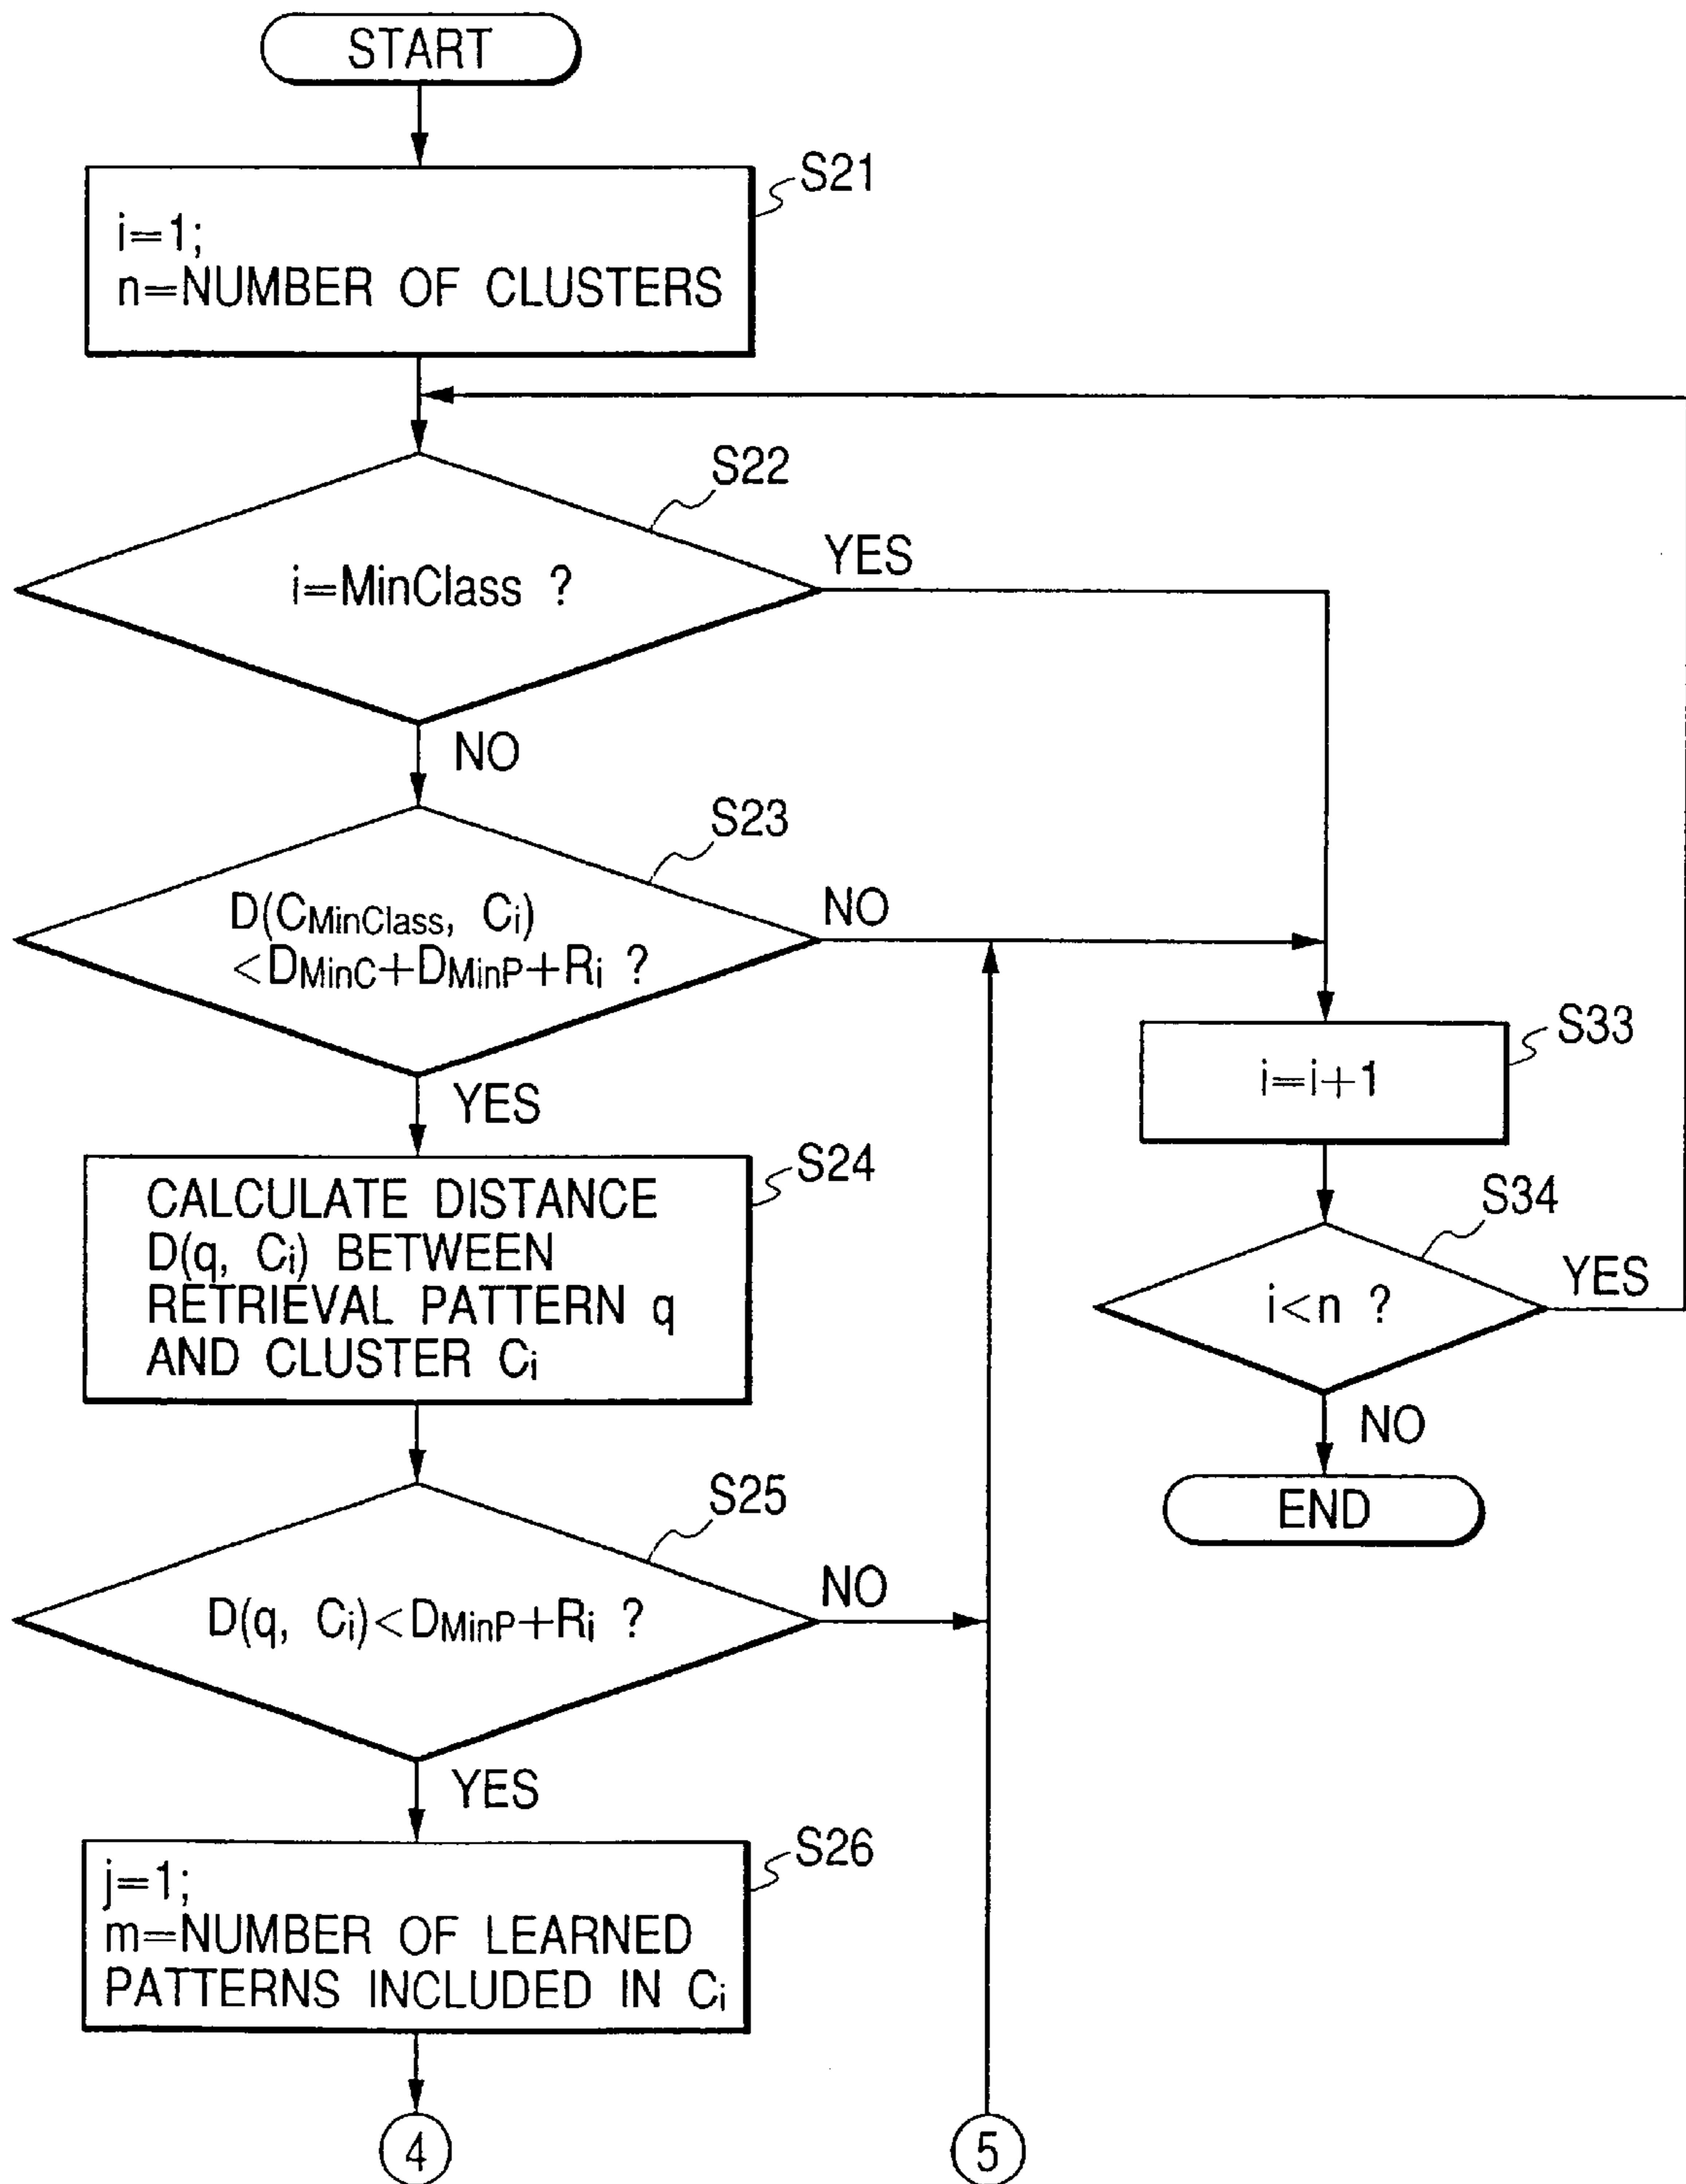 START
S21
i=1;
n=NUMBER OF CLUSTERS
S22
i=MinClass ?
YES
NO
S23
D(CMinClass, Ci)
<DMinC+DMinP+Ri ?
NO
YES
S33
i=i+1
S24
CALCULATE DISTANCE
D(q, Ci) BETWEEN
RETRIEVAL PATTERN q
AND CLUSTER Ci
S34
i<n ?
YES
NO
END
S25
D(q, Ci)<DMinP+Ri ?
NO
YES
S26
j=1;
m=NUMBER OF LEARNED
PATTERNS INCLUDED IN Ci
4
5